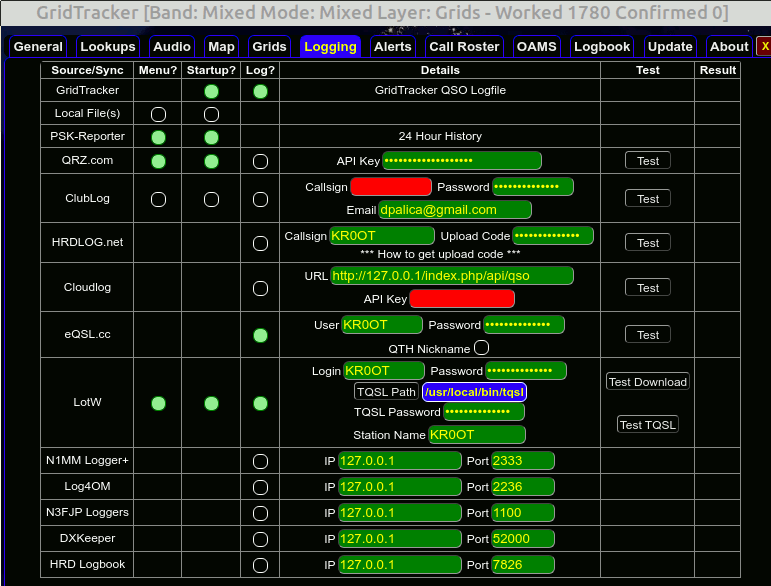 GridTracker [Band: Mixed Mode: Mixed Layer: Grids - Worked 1780 Confirmed 0]
General Lookups Audio Map Grids Logging Alerts Call Roster OAMS Logbook Update About X
Source/Sync Menu? Startup? Log? Details Test Result
GridTracker GridTracker QSO Logfile
Local File(s)
PSK-Reporter 24 Hour History
QRZ.com API Key ••••••••••••••••••• Test
Callsign Password ••••••••••••••
ClubLog Test
Email dpalica@gmail.com
Callsign KR0OT Upload Code ••••••••••••••
HRDLOG.net Test
*** How to get upload code ***
URL http://127.0.0.1/index.php/api/qso
Cloudlog Test
API Key
User KR0OT Password ••••••••••••••
eQSL.cc Test
QTH Nickname
Login KR0OT Password ••••••••••••••
Test Download
TQSL Path /usr/local/bin/tqsl
LotW
TQSL Password ••••••••••••••
Test TQSL
Station Name KR0OT
N1MM Logger+ IP 127.0.0.1 Port 2333
Log4OM IP 127.0.0.1 Port 2236
N3FJP Loggers IP 127.0.0.1 Port 1100
DXKeeper IP 127.0.0.1 Port 52000
HRD Logbook IP 127.0.0.1 Port 7826